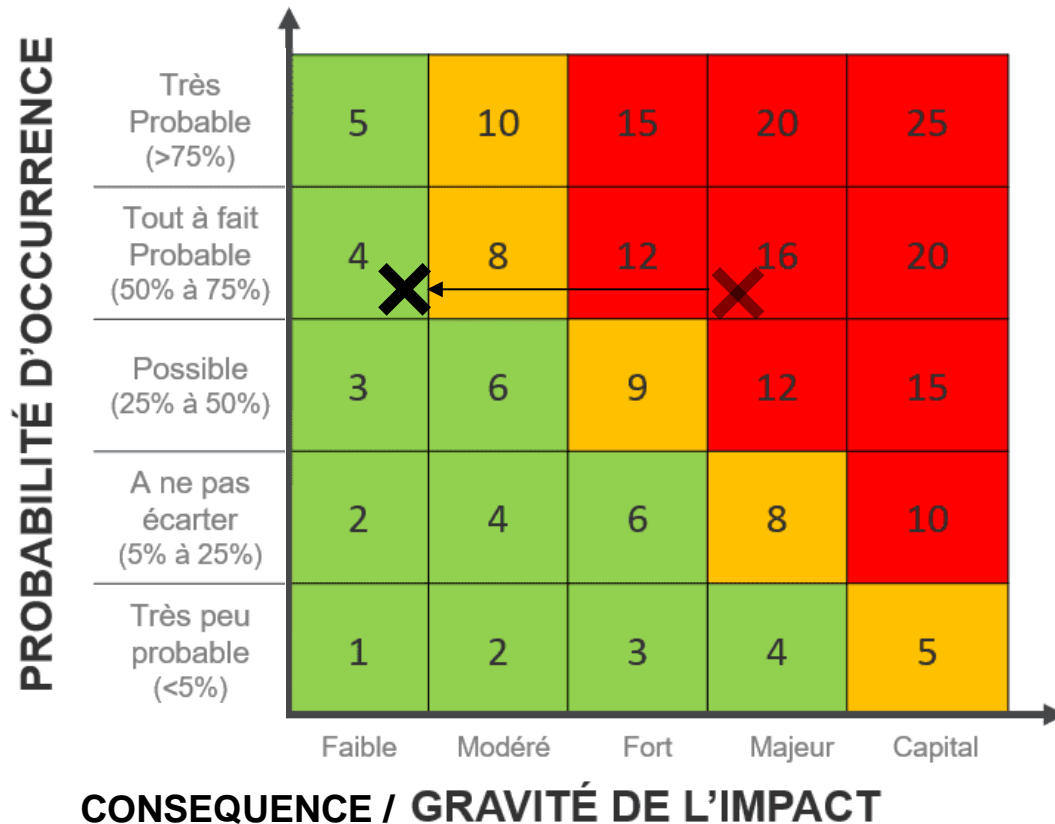 PROBABILITÉ D'OCCURRENCE
Très
Probable
(>75%)
5 10 15 20 25
Tout à fait
Probable
(50% à 75%)
4 8 12 16 20
Possible
(25% à 50%)
3 6 9 12 15
A ne pas
écarter
(5% à 25%)
2 4 6 8 10
Très peu
probable
(<5%)
1 2 3 4 5
Faible Modéré Fort Majeur Capital
CONSEQUENCE / GRAVITÉ DE L'IMPACT